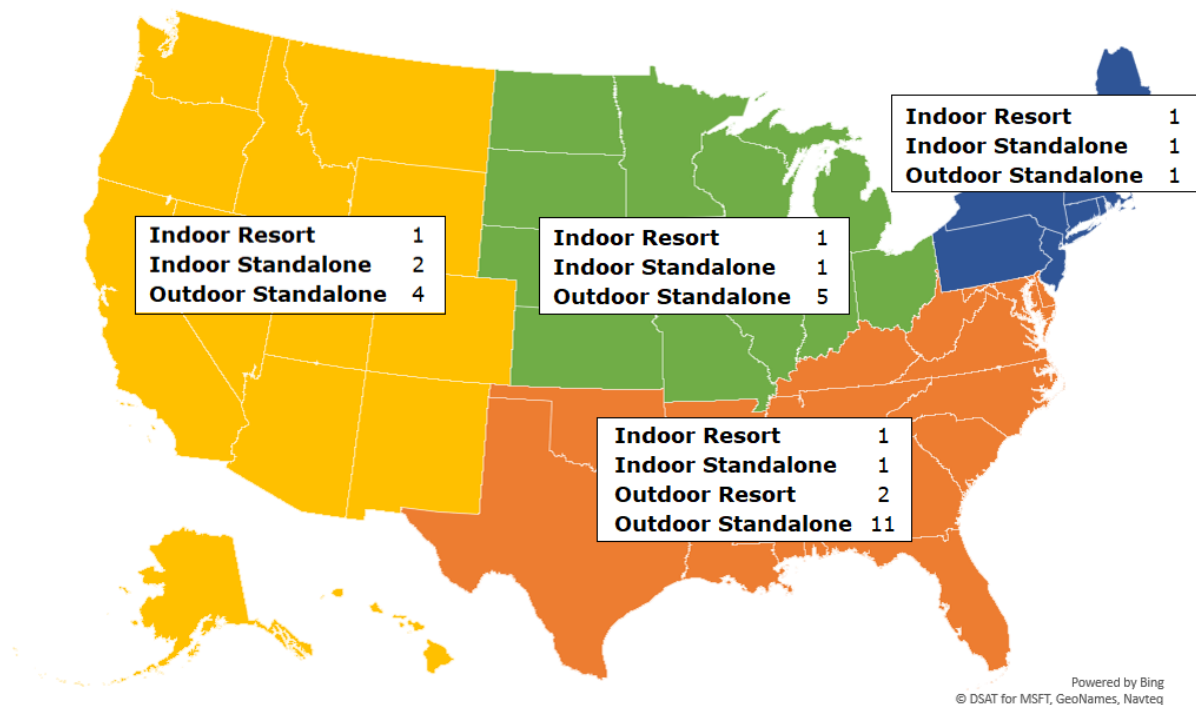 Indoor Resort 1
Indoor Standalone 1
Outdoor Standalone 1
Indoor Resort 1
Indoor Standalone 2
Outdoor Standalone 4
Indoor Resort 1
Indoor Standalone 1
Outdoor Standalone 5
Indoor Resort 1
Indoor Standalone 1
Outdoor Resort 2
Outdoor Standalone 11
Powered by Bing
© DSAT for MSFT, GeoNames, Navteq